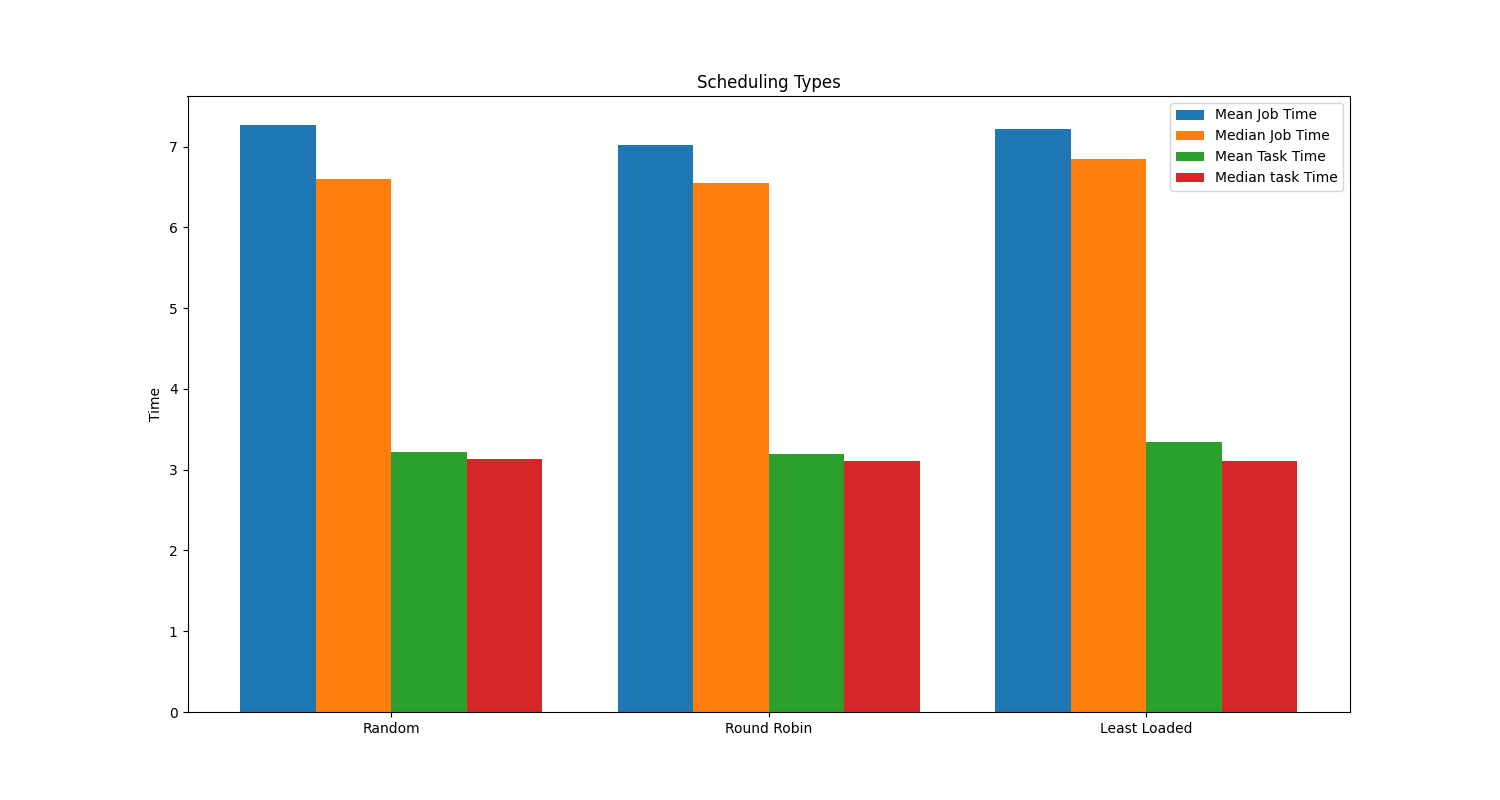 Scheduling Types
Mean Job Time
Median Job Time
Mean Task Time
Median task Time
Time
7
6
5
4
3
2
1
0
Random
Round Robin
Least Loaded